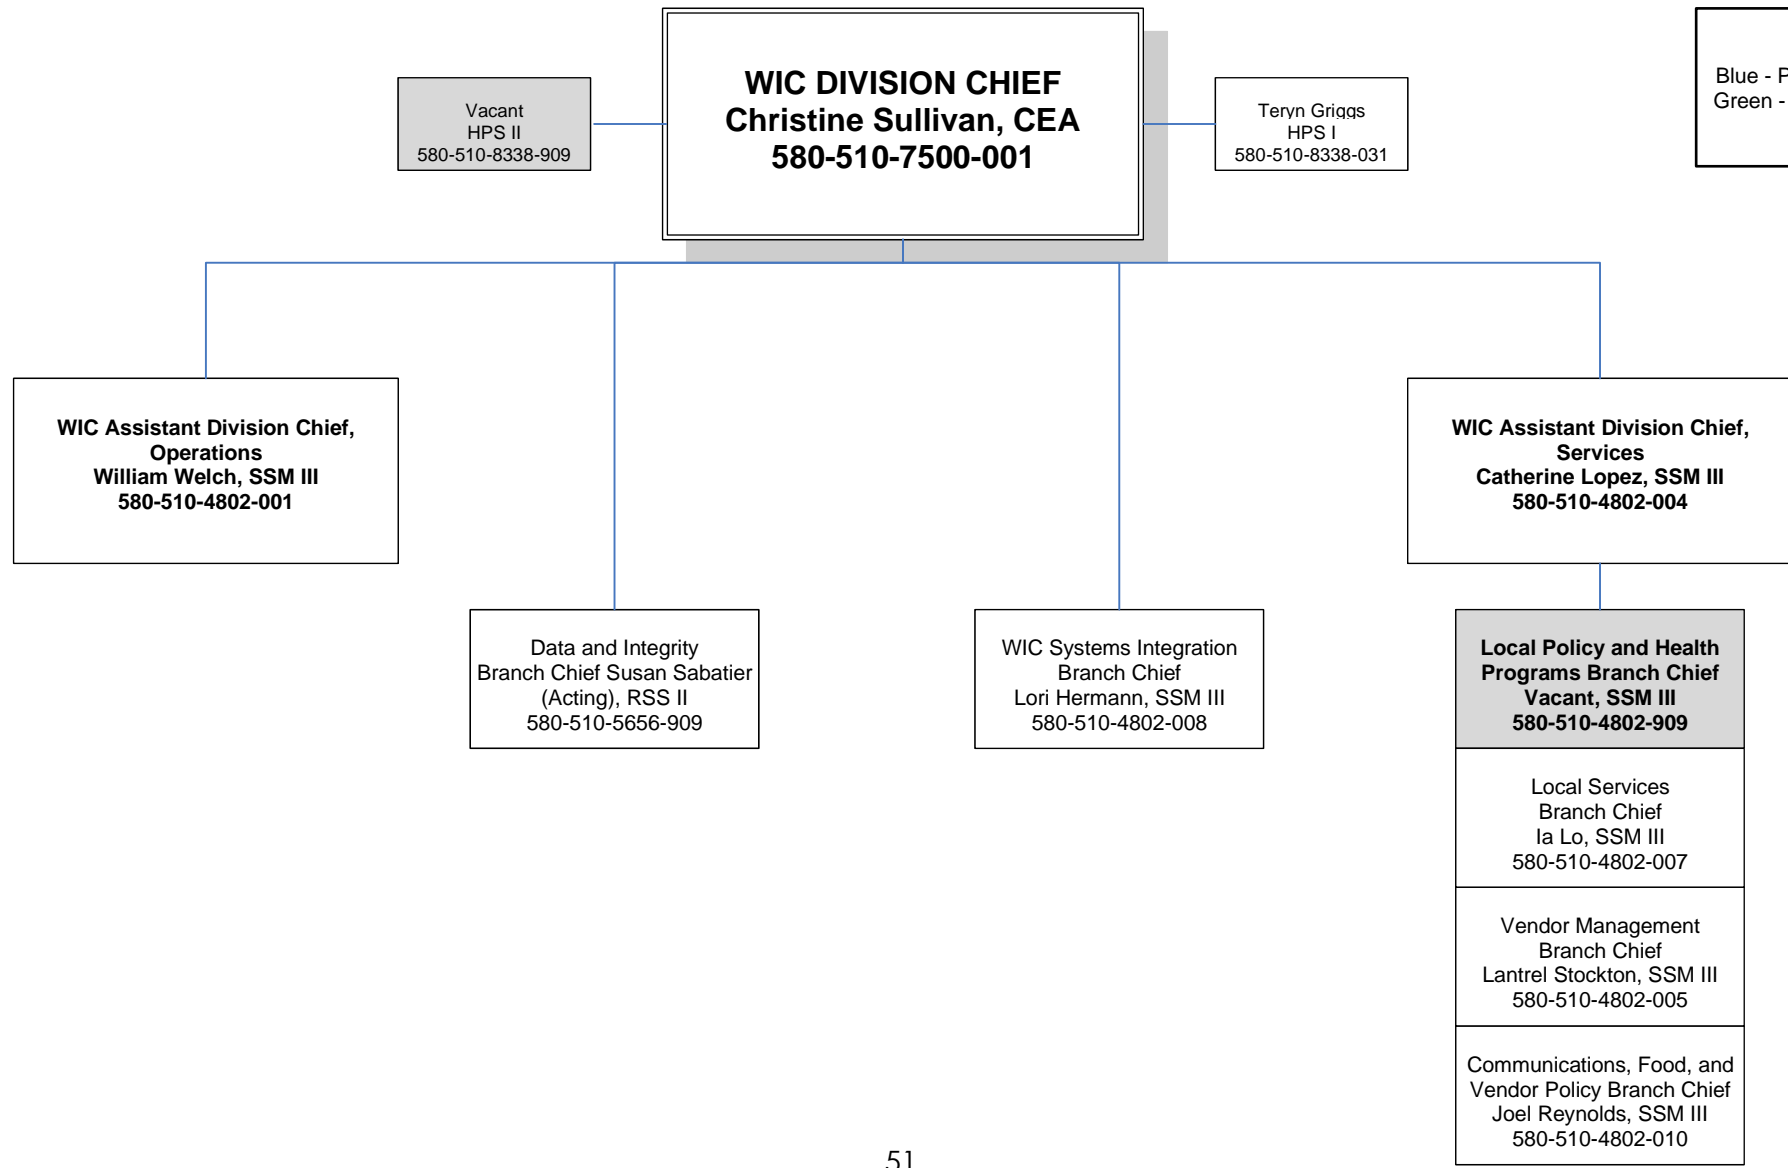 WIC DIVISION CHIEF
Christine Sullivan, CEA
580-510-7500-001
Vacant
HPS II
580-510-8338-909
Teryn Griggs
HPS I
580-510-8338-031
Blue -
Green -
WIC Assistant Division Chief,
Operations
William Welch, SSM III
580-510-4802-001
WIC Assistant Division Chief,
Services
Catherine Lopez, SSM III
580-510-4802-004
Data and Integrity
Branch Chief Susan Sabatier
(Acting), RSS II
580-510-5656-909
WIC Systems Integration
Branch Chief
Lori Hermann, SSM III
580-510-4802-008
Local Policy and Health
Programs Branch Chief
Vacant, SSM III
580-510-4802-909
Local Services
Branch Chief
Ia Lo, SSM III
580-510-4802-007
Vendor Management
Branch Chief
Lantrel Stockton, SSM III
580-510-4802-005
Communications, Food, and
Vendor Policy Branch Chief
Joel Reynolds, SSM III
580-510-4802-010
51